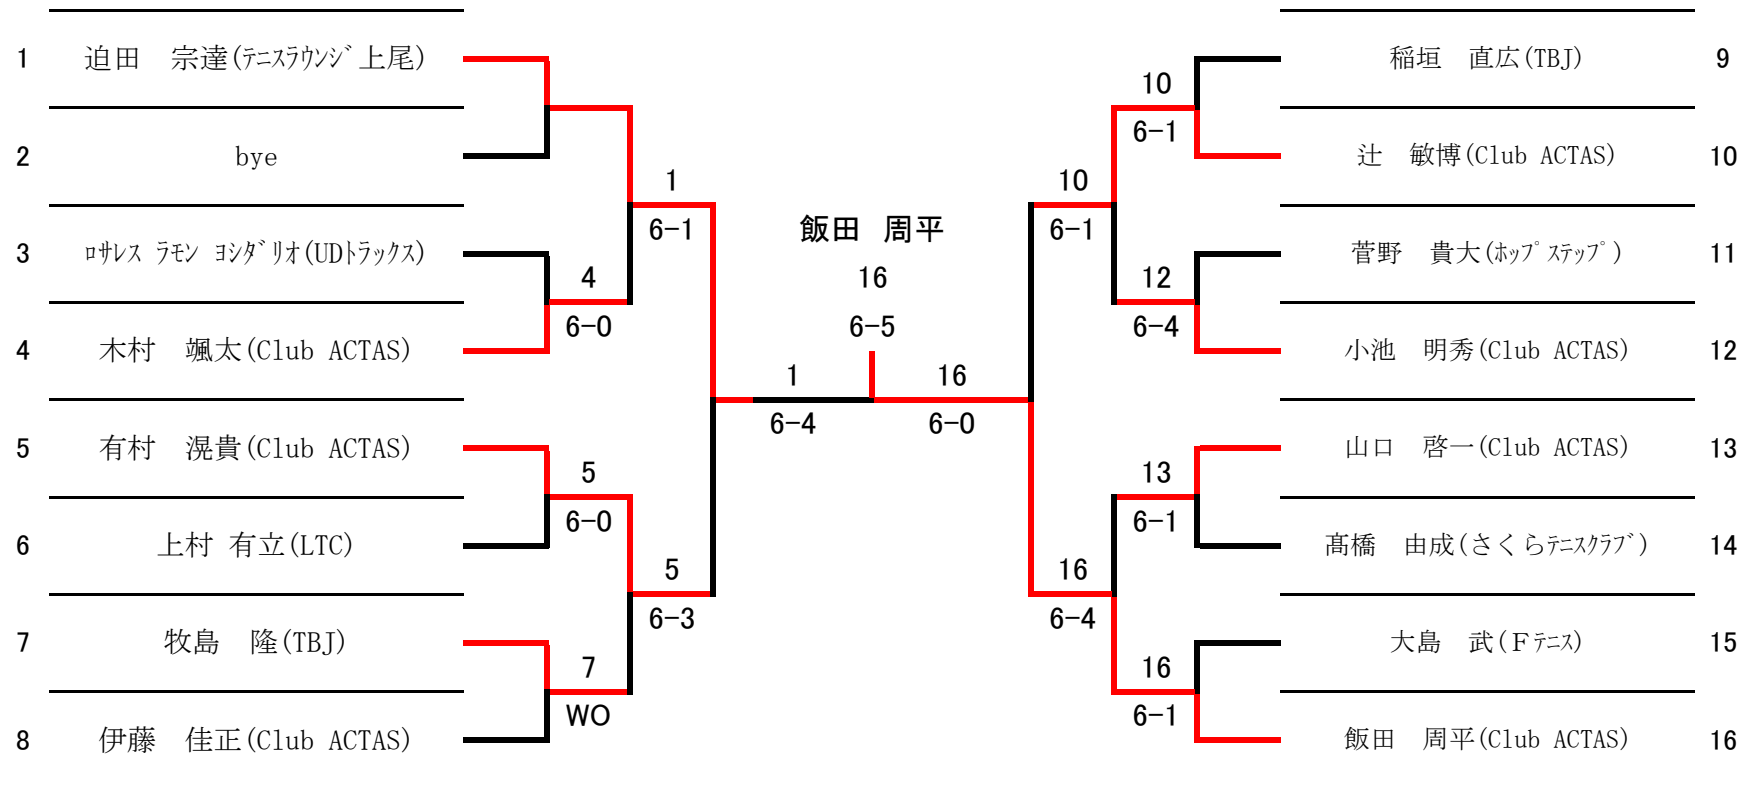 1 迫田　宗達(ﾃﾆｽﾗｳﾝｼﾞ上尾)
2 bye
3 ﾛｻﾚｽ ﾗﾓﾝ ﾖｼﾀﾞﾘｵ(UDﾄﾗｯｸｽ)
4 木村　颯太(Club ACTAS)
5 有村　滉貴(Club ACTAS)
6 上村 有立(LTC)
7 牧島　隆(TBJ)
8 伊藤　佳正(Club ACTAS)
4
6-0
5
6-0
7
WO
1
6-1
5
6-3
1
6-4
飯田　周平
16
6-5
16
6-0
10
6-1
16
6-4
10
6-1
12
6-4
13
6-1
16
6-1
稲垣　直広(TBJ) 9
辻　敏博(Club ACTAS) 10
菅野　貴大(ﾎｯﾌﾟｽﾃｯﾌﾟ) 11
小池　明秀(Club ACTAS) 12
山口　啓一(Club ACTAS) 13
髙橋　由成(さくらﾃﾆｽｸﾗﾌﾞ) 14
大島　武(Ｆﾃﾆｽ) 15
飯田　周平(Club ACTAS) 16